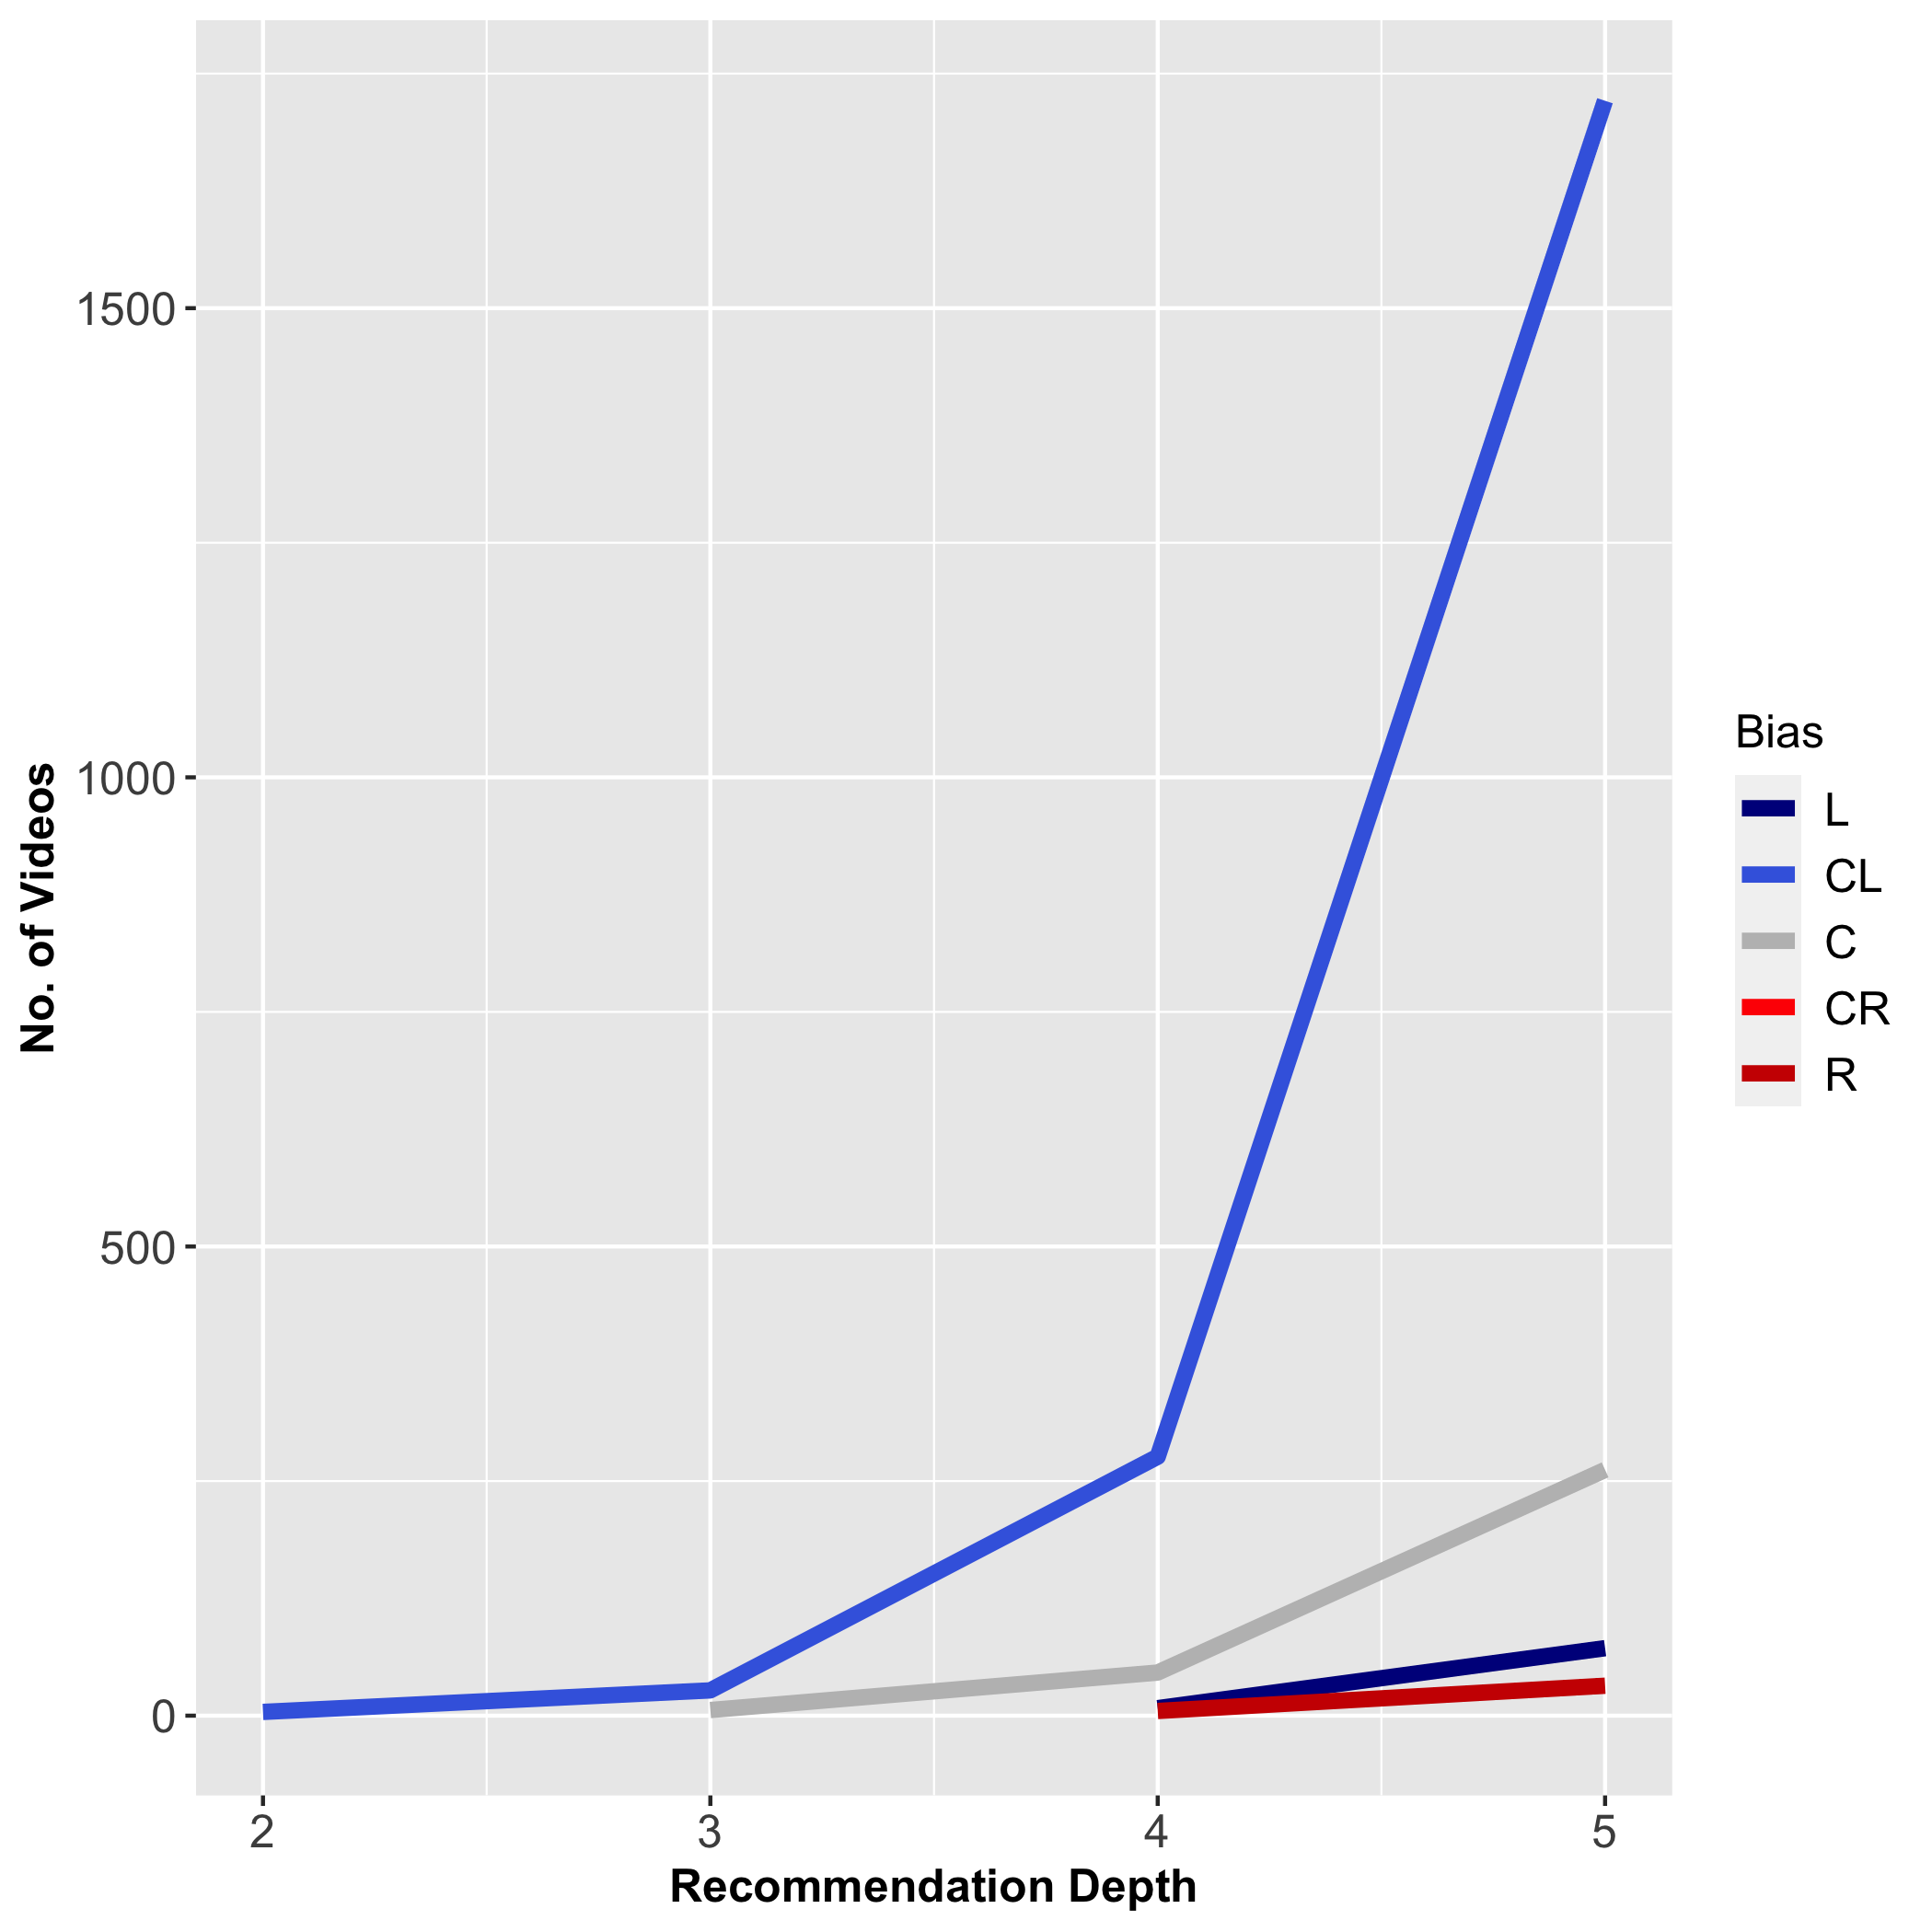 1500
1000
500
0
No. of Videos
2 3 4 5
Recommendation Depth
Bias
L
CL
C
CR
R